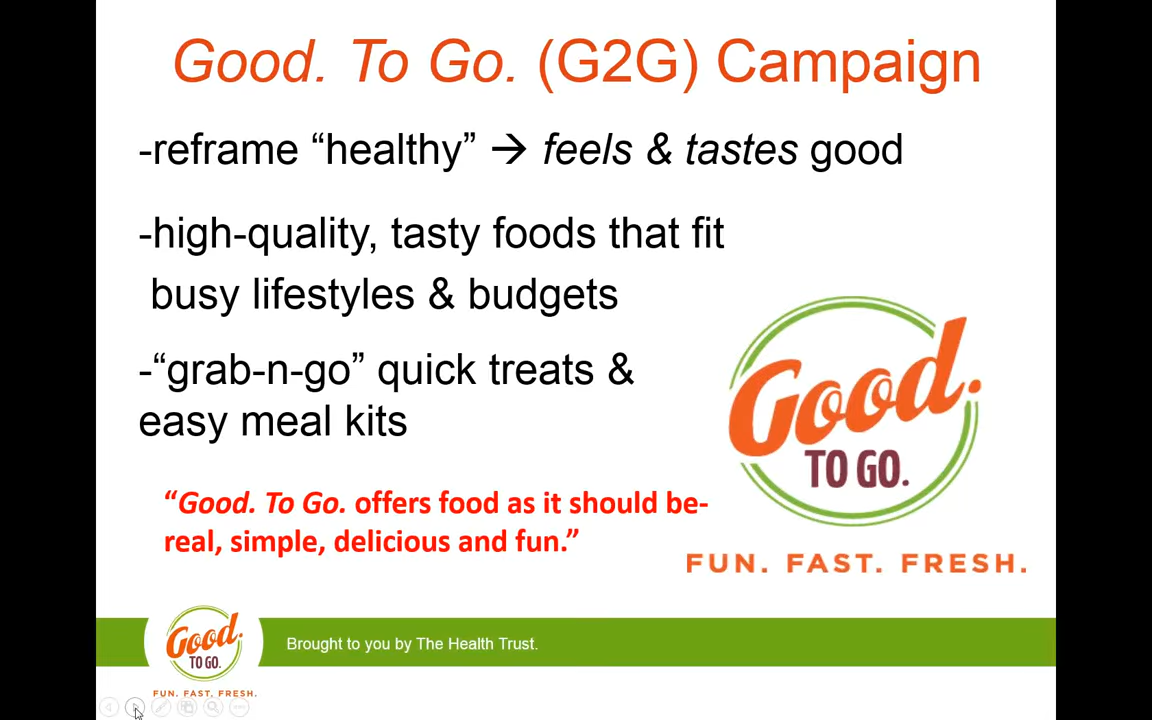 Good. To Go. (G2G) Campaign
-reframe “healthy” → feels & tastes good
-high-quality, tasty foods that fit
busy lifestyles & budgets
-“grab-n-go” quick treats &
easy meal kits
“Good. To Go. offers food as it should be-
real, simple, delicious and fun.”
Good.
TO GO.
FUN. FAST. FRESH.
Good.
TO GO.
FUN. FAST. FRESH.
Brought to you by The Health Trust.